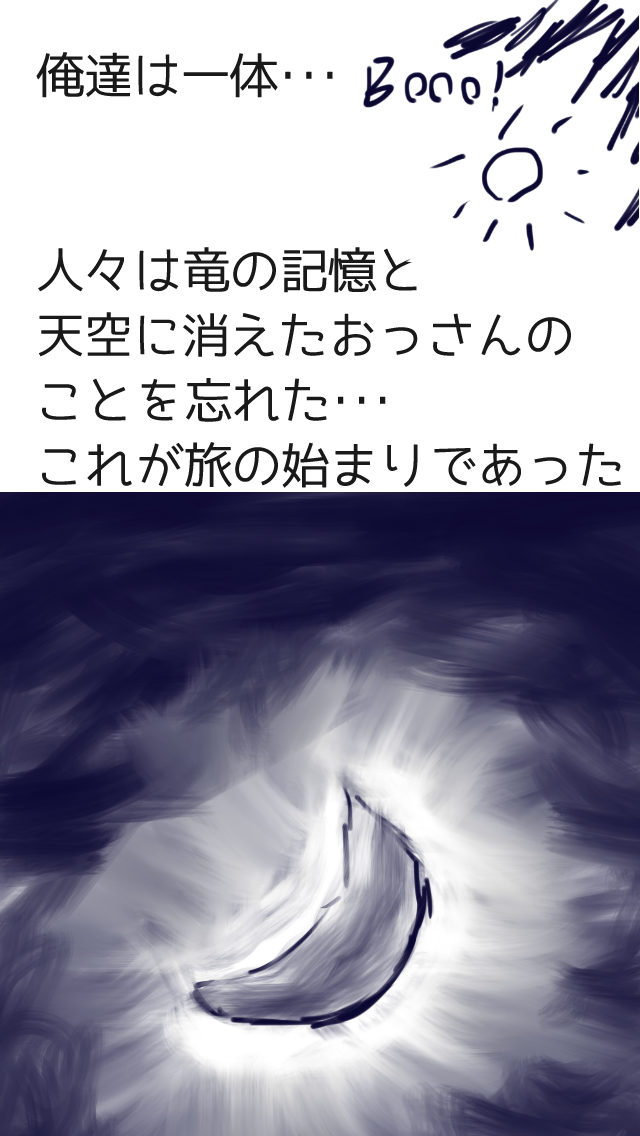 俺達は一体･･･
Booo!
人々は竜の記憶と
天空に消えたおっさんの
ことを忘れた･･･
これが旅の始まりであった